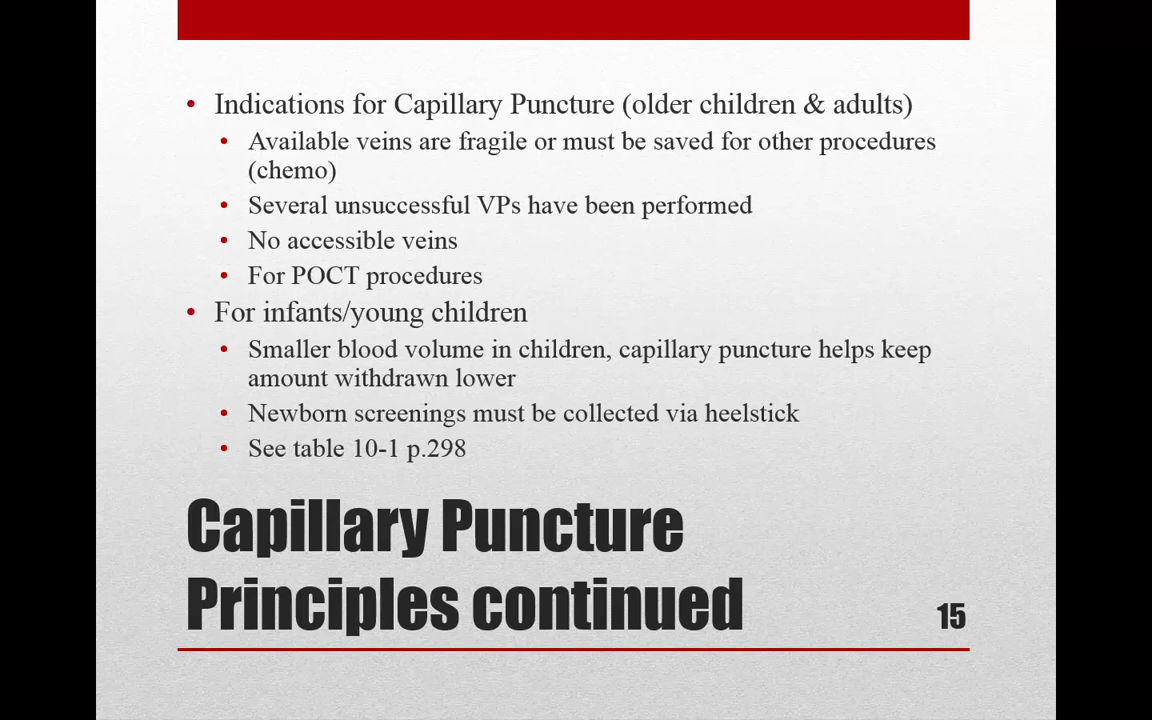 • Indications for Capillary Puncture (older children & adults)
• Available veins are fragile or must be saved for other procedures
(chemo)
• Several unsuccessful VPs have been performed
• No accessible veins
• For POCT procedures
• For infants/young children
• Smaller blood volume in children, capillary puncture helps keep
amount withdrawn lower
• Newborn screenings must be collected via heelstick
• See table 10-1 p.298
Capillary Puncture
Principles continued
15